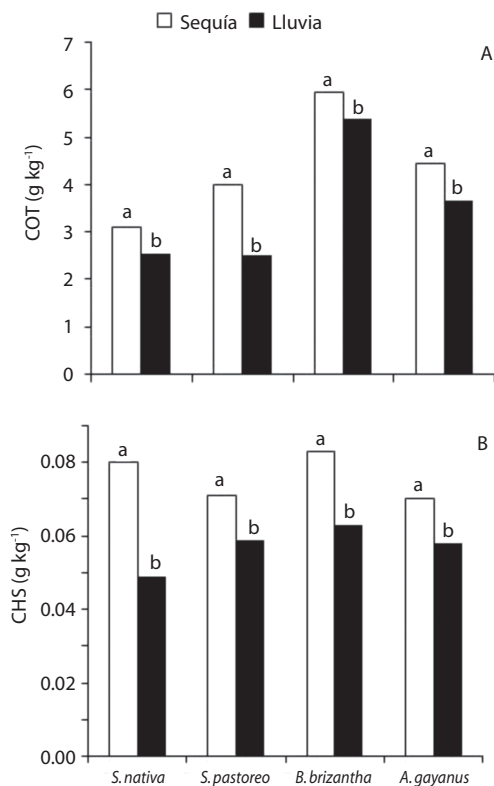 Sequía Lluvia
A
7
6
5
4
3
2
1
0
COT (g kg⁻¹)
a b a b a b a b
B
0.08
0.06
0.04
0.02
0.00
CHS (g kg⁻¹)
a b a b a b a b
S. nativa S. pastoreo B. brizantha A. gayanus